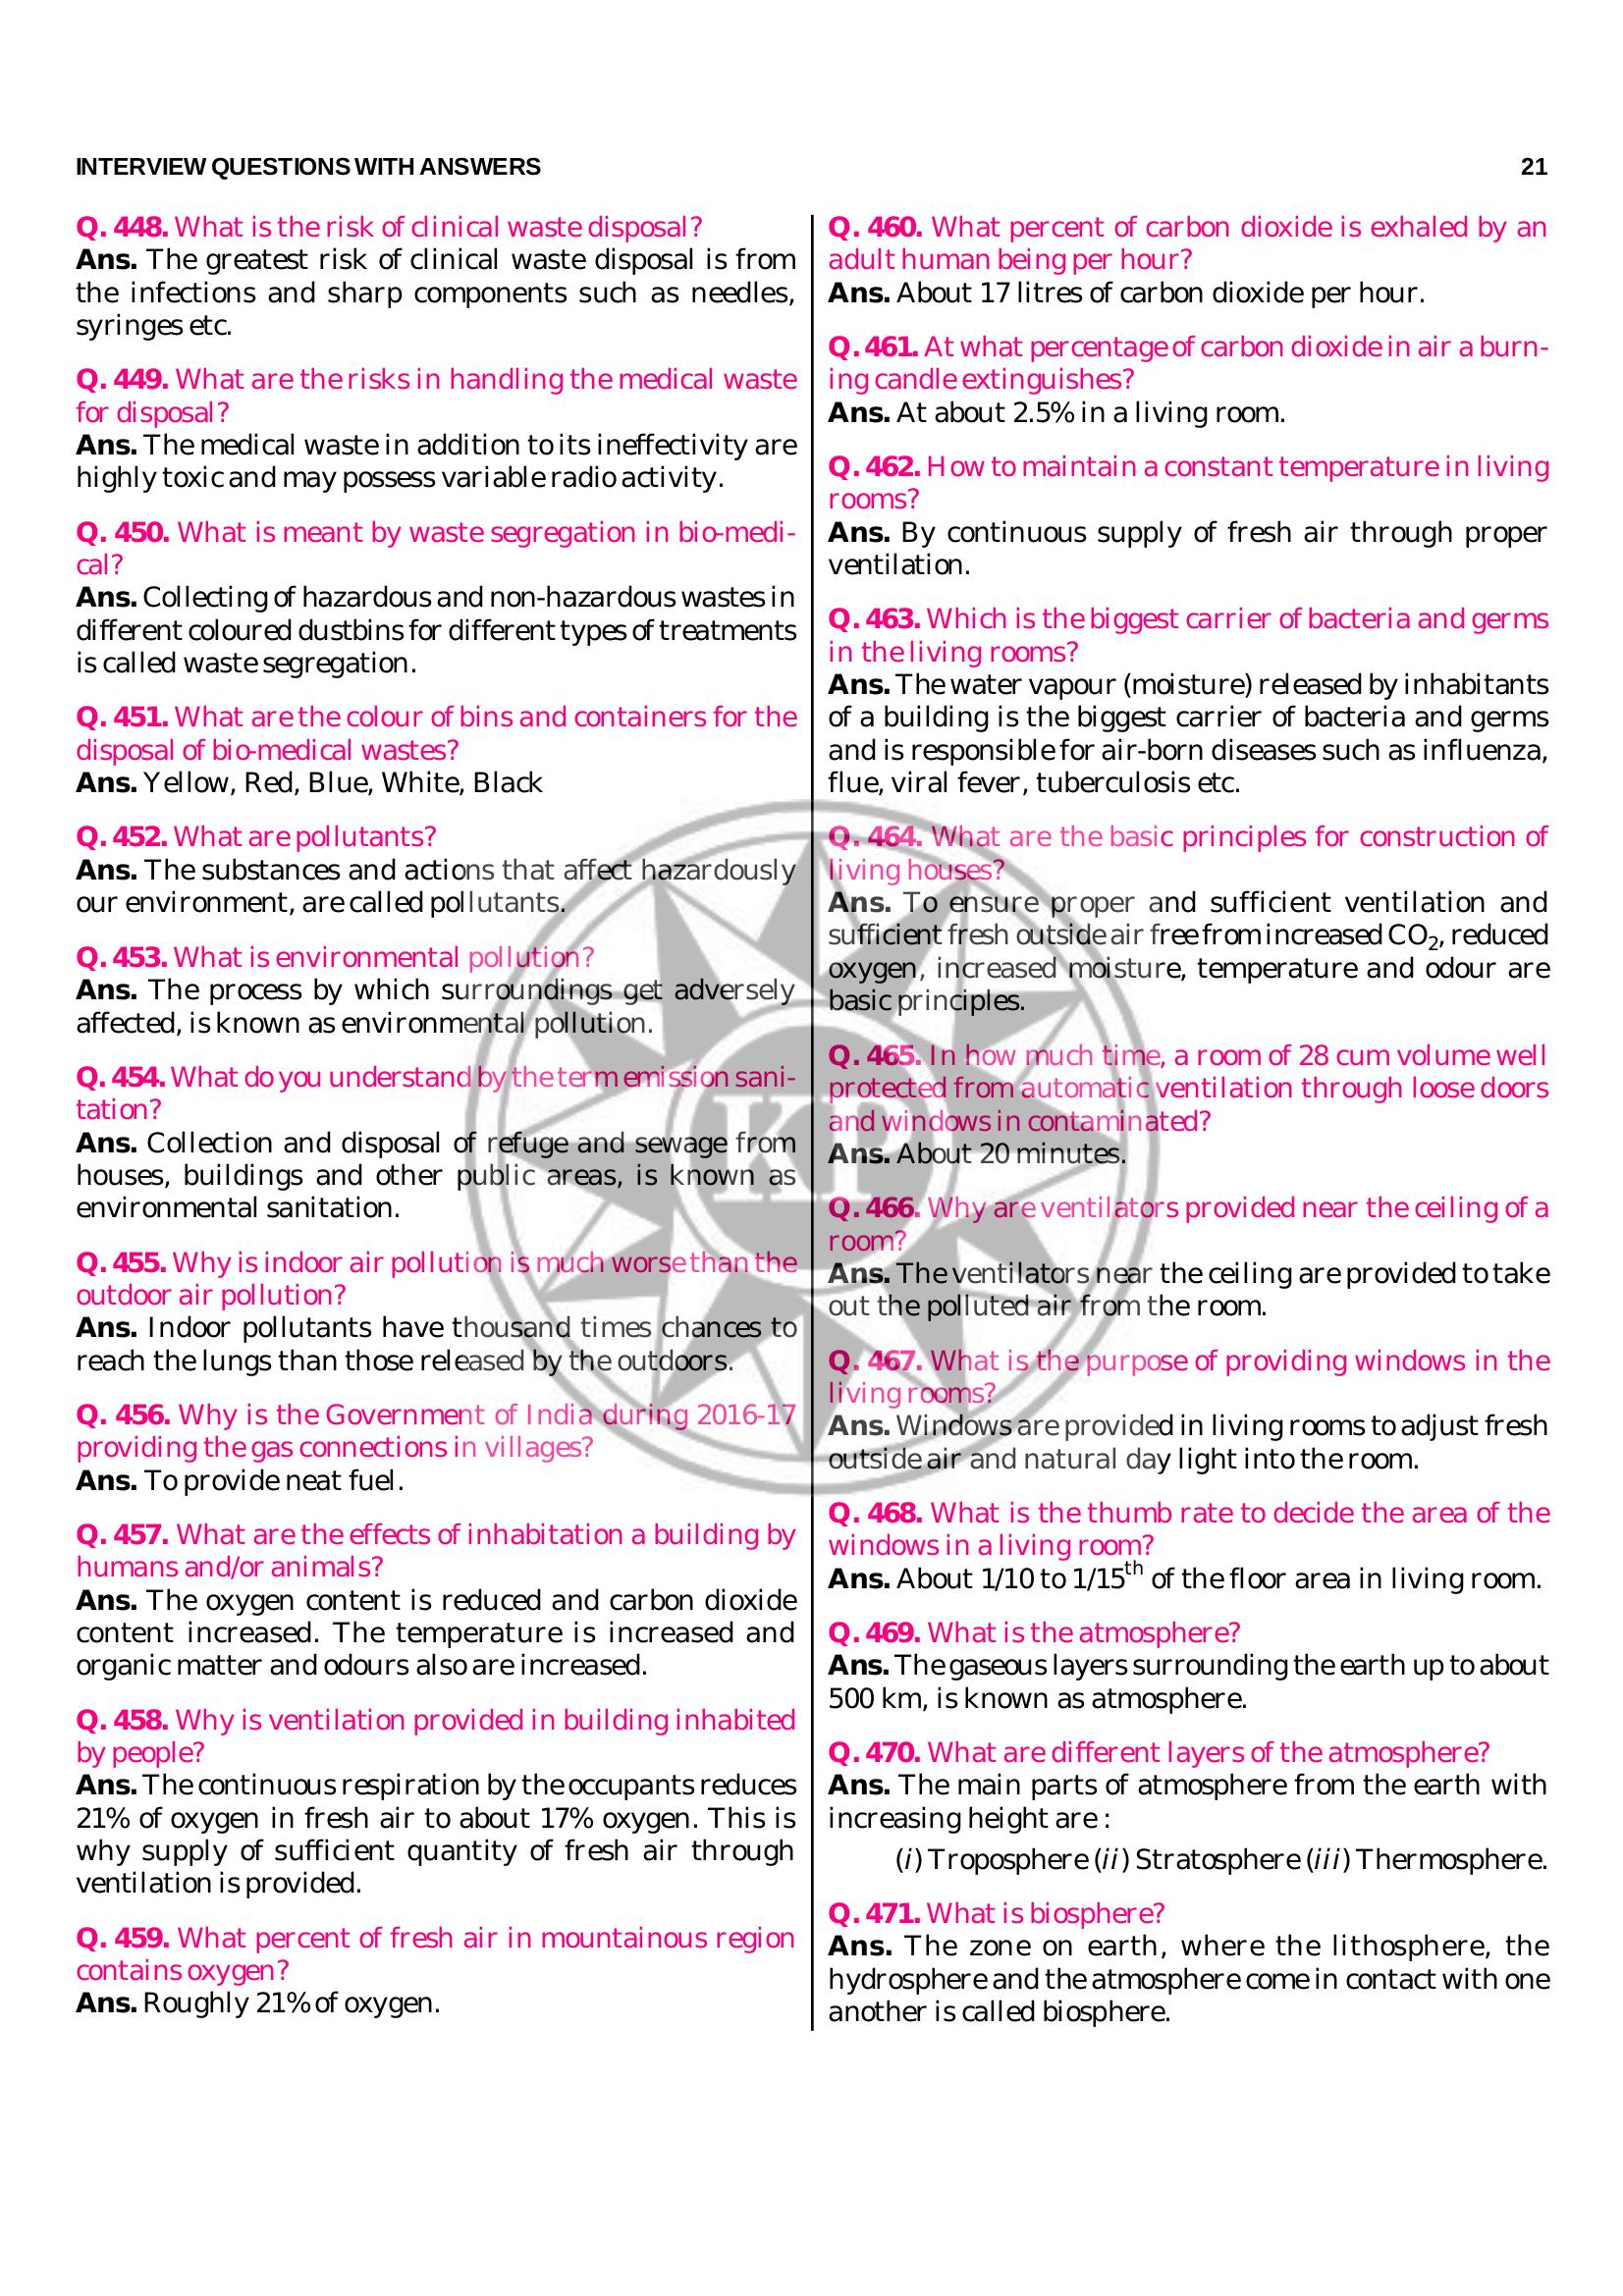 INTERVIEW QUESTIONS WITH ANSWERS 21
Q. 448. What is the risk of clinical waste disposal?
Ans. The greatest risk of clinical waste disposal is from
the infections and sharp components such as needles,
syringes etc.
Q. 449. What are the risks in handling the medical waste
for disposal?
Ans. The medical waste in addition to its ineffectivity are
highly toxic and may possess variable radio activity.
Q. 450. What is meant by waste segregation in bio-medi-
cal?
Ans. Collecting of hazardous and non-hazardous wastes in
different coloured dustbins for different types of treatments
is called waste segregation.
Q. 451. What are the colour of bins and containers for the
disposal of bio-medical wastes?
Ans. Yellow, Red, Blue, White, Black
Q. 452. What are pollutants?
Ans. The substances and actions that affect hazardously
our environment, are called pollutants.
Q. 453. What is environmental pollution?
Ans. The process by which surroundings get adversely
affected, is known as environmental pollution.
Q. 454. What do you understand by the term emission sani-
tation?
Ans. Collection and disposal of refuge and sewage from
houses, buildings and other public areas, is known as
environmental sanitation.
Q. 455. Why is indoor air pollution is much worse than the
outdoor air pollution?
Ans. Indoor pollutants have thousand times chances to
reach the lungs than those released by the outdoors.
Q. 456. Why is the Government of India during 2016-17
providing the gas connections in villages?
Ans. To provide neat fuel.
Q. 457. What are the effects of inhabitation a building by
humans and/or animals?
Ans. The oxygen content is reduced and carbon dioxide
content increased. The temperature is increased and
organic matter and odours also are increased.
Q. 458. Why is ventilation provided in building inhabited
by people?
Ans. The continuous respiration by the occupants reduces
21% of oxygen in fresh air to about 17% oxygen. This is
why supply of sufficient quantity of fresh air through
ventilation is provided.
Q. 459. What percent of fresh air in mountainous region
contains oxygen?
Ans. Roughly 21% of oxygen.
Q. 460. What percent of carbon dioxide is exhaled by an
adult human being per hour?
Ans. About 17 litres of carbon dioxide per hour.
Q. 461. At what percentage of carbon dioxide in air a burn-
ing candle extinguishes?
Ans. At about 2.5% in a living room.
Q. 462. How to maintain a constant temperature in living
rooms?
Ans. By continuous supply of fresh air through proper
ventilation.
Q. 463. Which is the biggest carrier of bacteria and germs
in the living rooms?
Ans. The water vapour (moisture) released by inhabitants
of a building is the biggest carrier of bacteria and germs
and is responsible for air-born diseases such as influenza,
flue, viral fever, tuberculosis etc.
Q. 464. What are the basic principles for construction of
living houses?
Ans. To ensure proper and sufficient ventilation and
sufficient fresh outside air free from increased CO₂, reduced
oxygen, increased moisture, temperature and odour are
basic principles.
Q. 465. In how much time, a room of 28 cum volume well
protected from automatic ventilation through loose doors
and windows in contaminated?
Ans. About 20 minutes.
Q. 466. Why are ventilators provided near the ceiling of a
room?
Ans. The ventilators near the ceiling are provided to take
out the polluted air from the room.
Q. 467. What is the purpose of providing windows in the
living rooms?
Ans. Windows are provided in living rooms to adjust fresh
outside air and natural day light into the room.
Q. 468. What is the thumb rate to decide the area of the
windows in a living room?
Ans. About 1/10 to 1/15th of the floor area in living room.
Q. 469. What is the atmosphere?
Ans. The gaseous layers surrounding the earth up to about
500 km, is known as atmosphere.
Q. 470. What are different layers of the atmosphere?
Ans. The main parts of atmosphere from the earth with
increasing height are :
(i) Troposphere (ii) Stratosphere (iii) Thermosphere.
Q. 471. What is biosphere?
Ans. The zone on earth, where the lithosphere, the
hydrosphere and the atmosphere come in contact with one
another is called biosphere.
KP